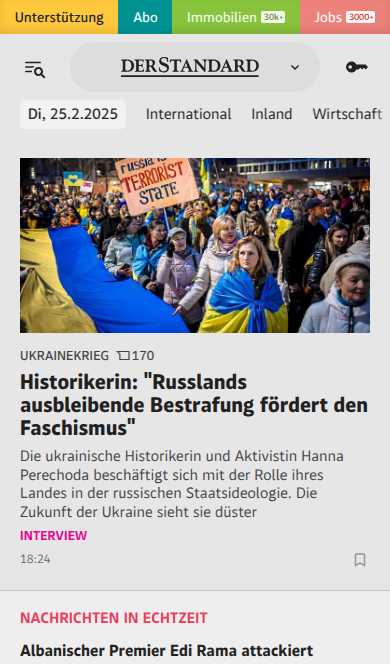 Unterstützung Abo Immobilien 30k+ Jobs 3000+
DERSTANDARD
Di, 25.2.2025 International Inland Wirtschaft
russia is
TERRORIST
STATE
UKRAINEKRIEG 170
Historikerin: "Russlands
ausbleibende Bestrafung fördert den
Faschismus"
Die ukrainische Historikerin und Aktivistin Hanna
Perechoda beschäftigt sich mit der Rolle ihres
Landes in der russischen Staatsideologie. Die
Zukunft der Ukraine sieht sie düster
INTERVIEW
18:24
NACHRICHTEN IN ECHTZEIT
Albanischer Premier Edi Rama attackiert